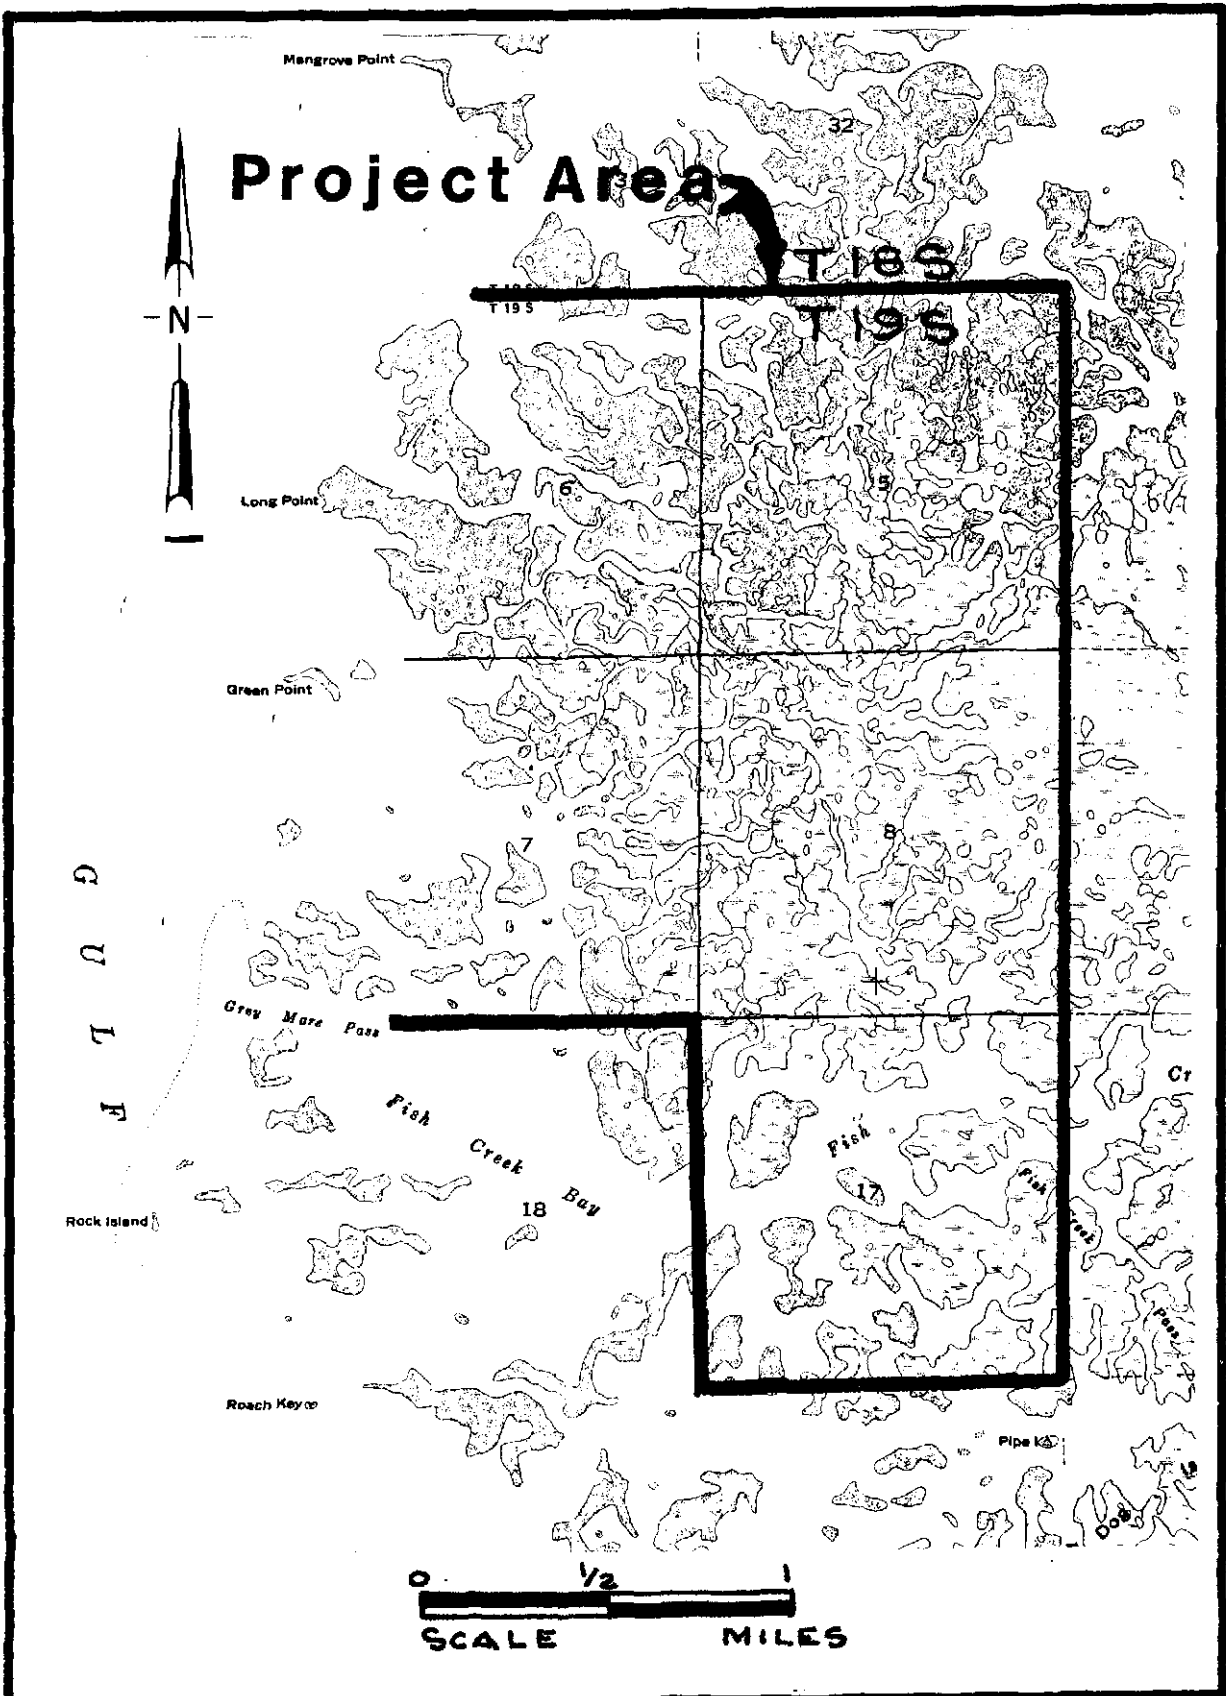 Mangrove Point
32
Project Area
T 18 S
T 19 S
T 19 S
N
Long Point
6
5
Green Point
8
7
GULF
Grey Mare Pass
Cr
Fish Creek Bay
Fish
Fish Creek
17
18
Rock Island
Pass
Roach Key
Pipe K
Dog
0 1/2 1
SCALE MILES